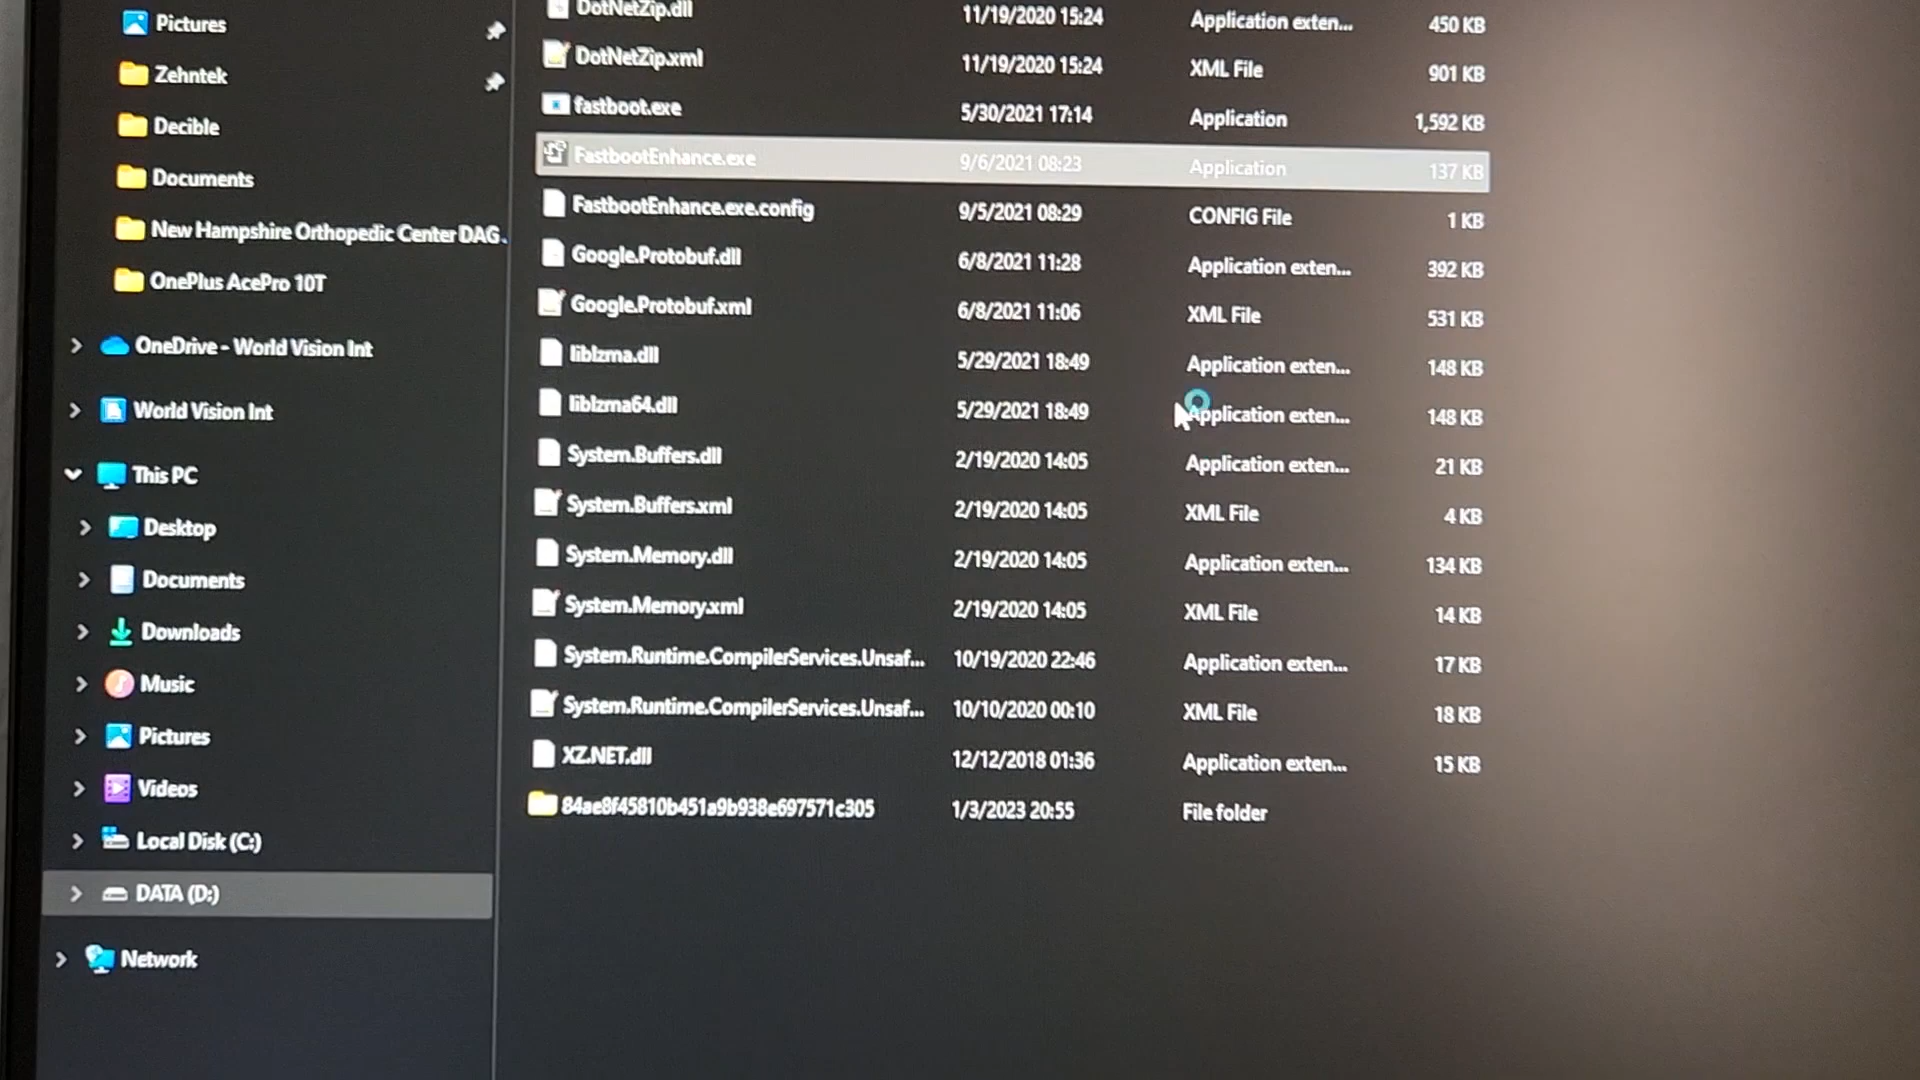 Pictures
Zehntek
Decible
Documents
New Hampshire Orthopedic Center DAG
OnePlus AcePro 10T
OneDrive - World Vision Int
World Vision Int
This PC
Desktop
Documents
Downloads
Music
Pictures
Videos
Local Disk (C:)
DATA (D:)
Network
DotNetZip.dll 11/19/2020 15:24 Application exten... 450 KB
DotNetZip.xml 11/19/2020 15:24 XML File 901 KB
fastboot.exe 5/30/2021 17:14 Application 1,592 KB
FastbootEnhance.exe 9/6/2021 08:23 Application 137 KB
FastbootEnhance.exe.config 9/5/2021 08:29 CONFIG File 1 KB
Google.Protobuf.dll 6/8/2021 11:28 Application exten... 392 KB
Google.Protobuf.xml 6/8/2021 11:06 XML File 531 KB
liblzma.dll 5/29/2021 18:49 Application exten... 148 KB
liblzma64.dll 5/29/2021 18:49 Application exten... 148 KB
System.Buffers.dll 2/19/2020 14:05 Application exten... 21 KB
System.Buffers.xml 2/19/2020 14:05 XML File 4 KB
System.Memory.dll 2/19/2020 14:05 Application exten... 134 KB
System.Memory.xml 2/19/2020 14:05 XML File 14 KB
System.Runtime.CompilerServices.Unsaf... 10/19/2020 22:46 Application exten... 17 KB
System.Runtime.CompilerServices.Unsaf... 10/10/2020 00:10 XML File 18 KB
XZ.NET.dll 12/12/2018 01:36 Application exten... 15 KB
84ae8f45810b451a9b938e697571c305 1/3/2023 20:55 File folder